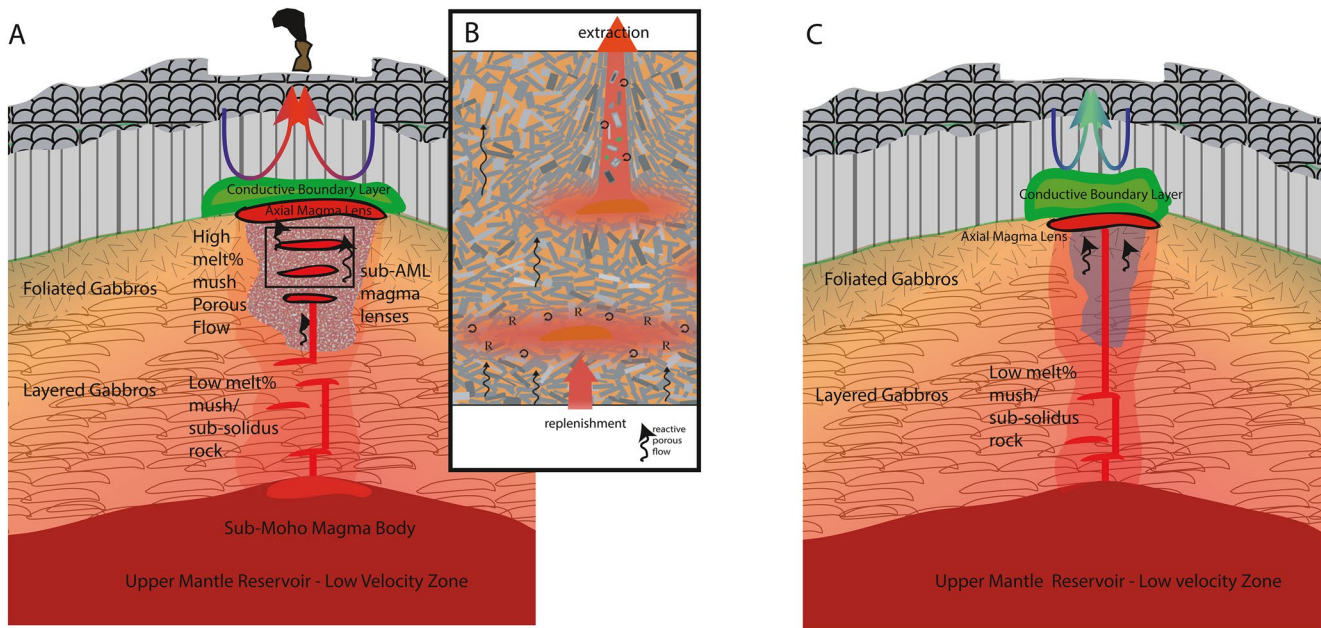 A
Conductive Boundary Layer
Axial Magma Lens
High
melt%
mush
Porous
Flow
sub-AML
magma
lenses
Foliated Gabbros
Layered Gabbros
Low melt%
mush/
sub-solidus
rock
Sub-Moho Magma Body
Upper Mantle Reservoir - Low Velocity Zone
B
extraction
R
R
R
R
R
R
replenishment
reactive
porous
flow
C
Conductive Boundary Layer
Axial Magma Lens
Foliated Gabbros
Layered Gabbros
Low melt%
mush/
sub-solidus
rock
Upper Mantle Reservoir - Low velocity Zone